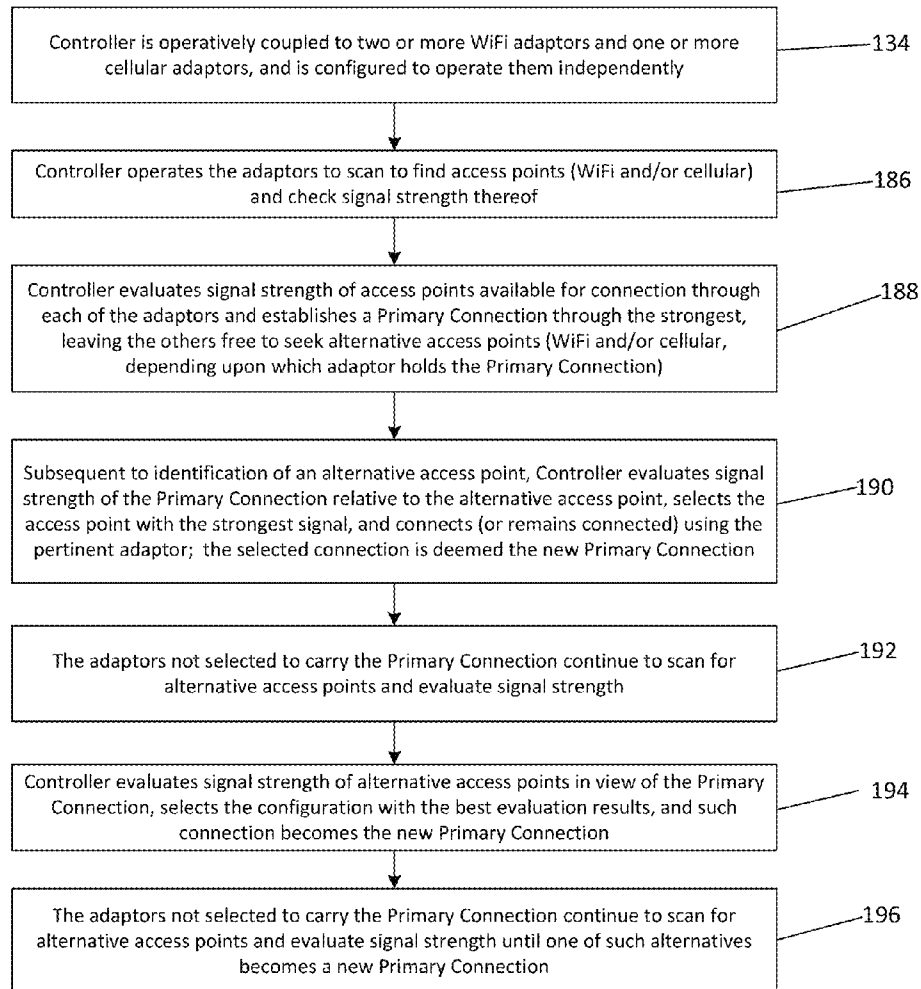 Controller is operatively coupled to two or more WiFi adaptors and one or more
cellular adaptors, and is configured to operate them independently
134
Controller operates the adaptors to scan to find access points (WiFi and/or cellular)
and check signal strength thereof
186
Controller evaluates signal strength of access points available for connection through
each of the adaptors and establishes a Primary Connection through the strongest,
leaving the others free to seek alternative access points (WiFi and/or cellular,
depending upon which adaptor holds the Primary Connection)
188
Subsequent to identification of an alternative access point, Controller evaluates signal
strength of the Primary Connection relative to the alternative access point, selects the
access point with the strongest signal, and connects (or remains connected) using the
pertinent adaptor; the selected connection is deemed the new Primary Connection
190
The adaptors not selected to carry the Primary Connection continue to scan for
alternative access points and evaluate signal strength
192
Controller evaluates signal strength of alternative access points in view of the Primary
Connection, selects the configuration with the best evaluation results, and such
connection becomes the new Primary Connection
194
The adaptors not selected to carry the Primary Connection continue to scan for
alternative access points and evaluate signal strength until one of such alternatives
becomes a new Primary Connection
196